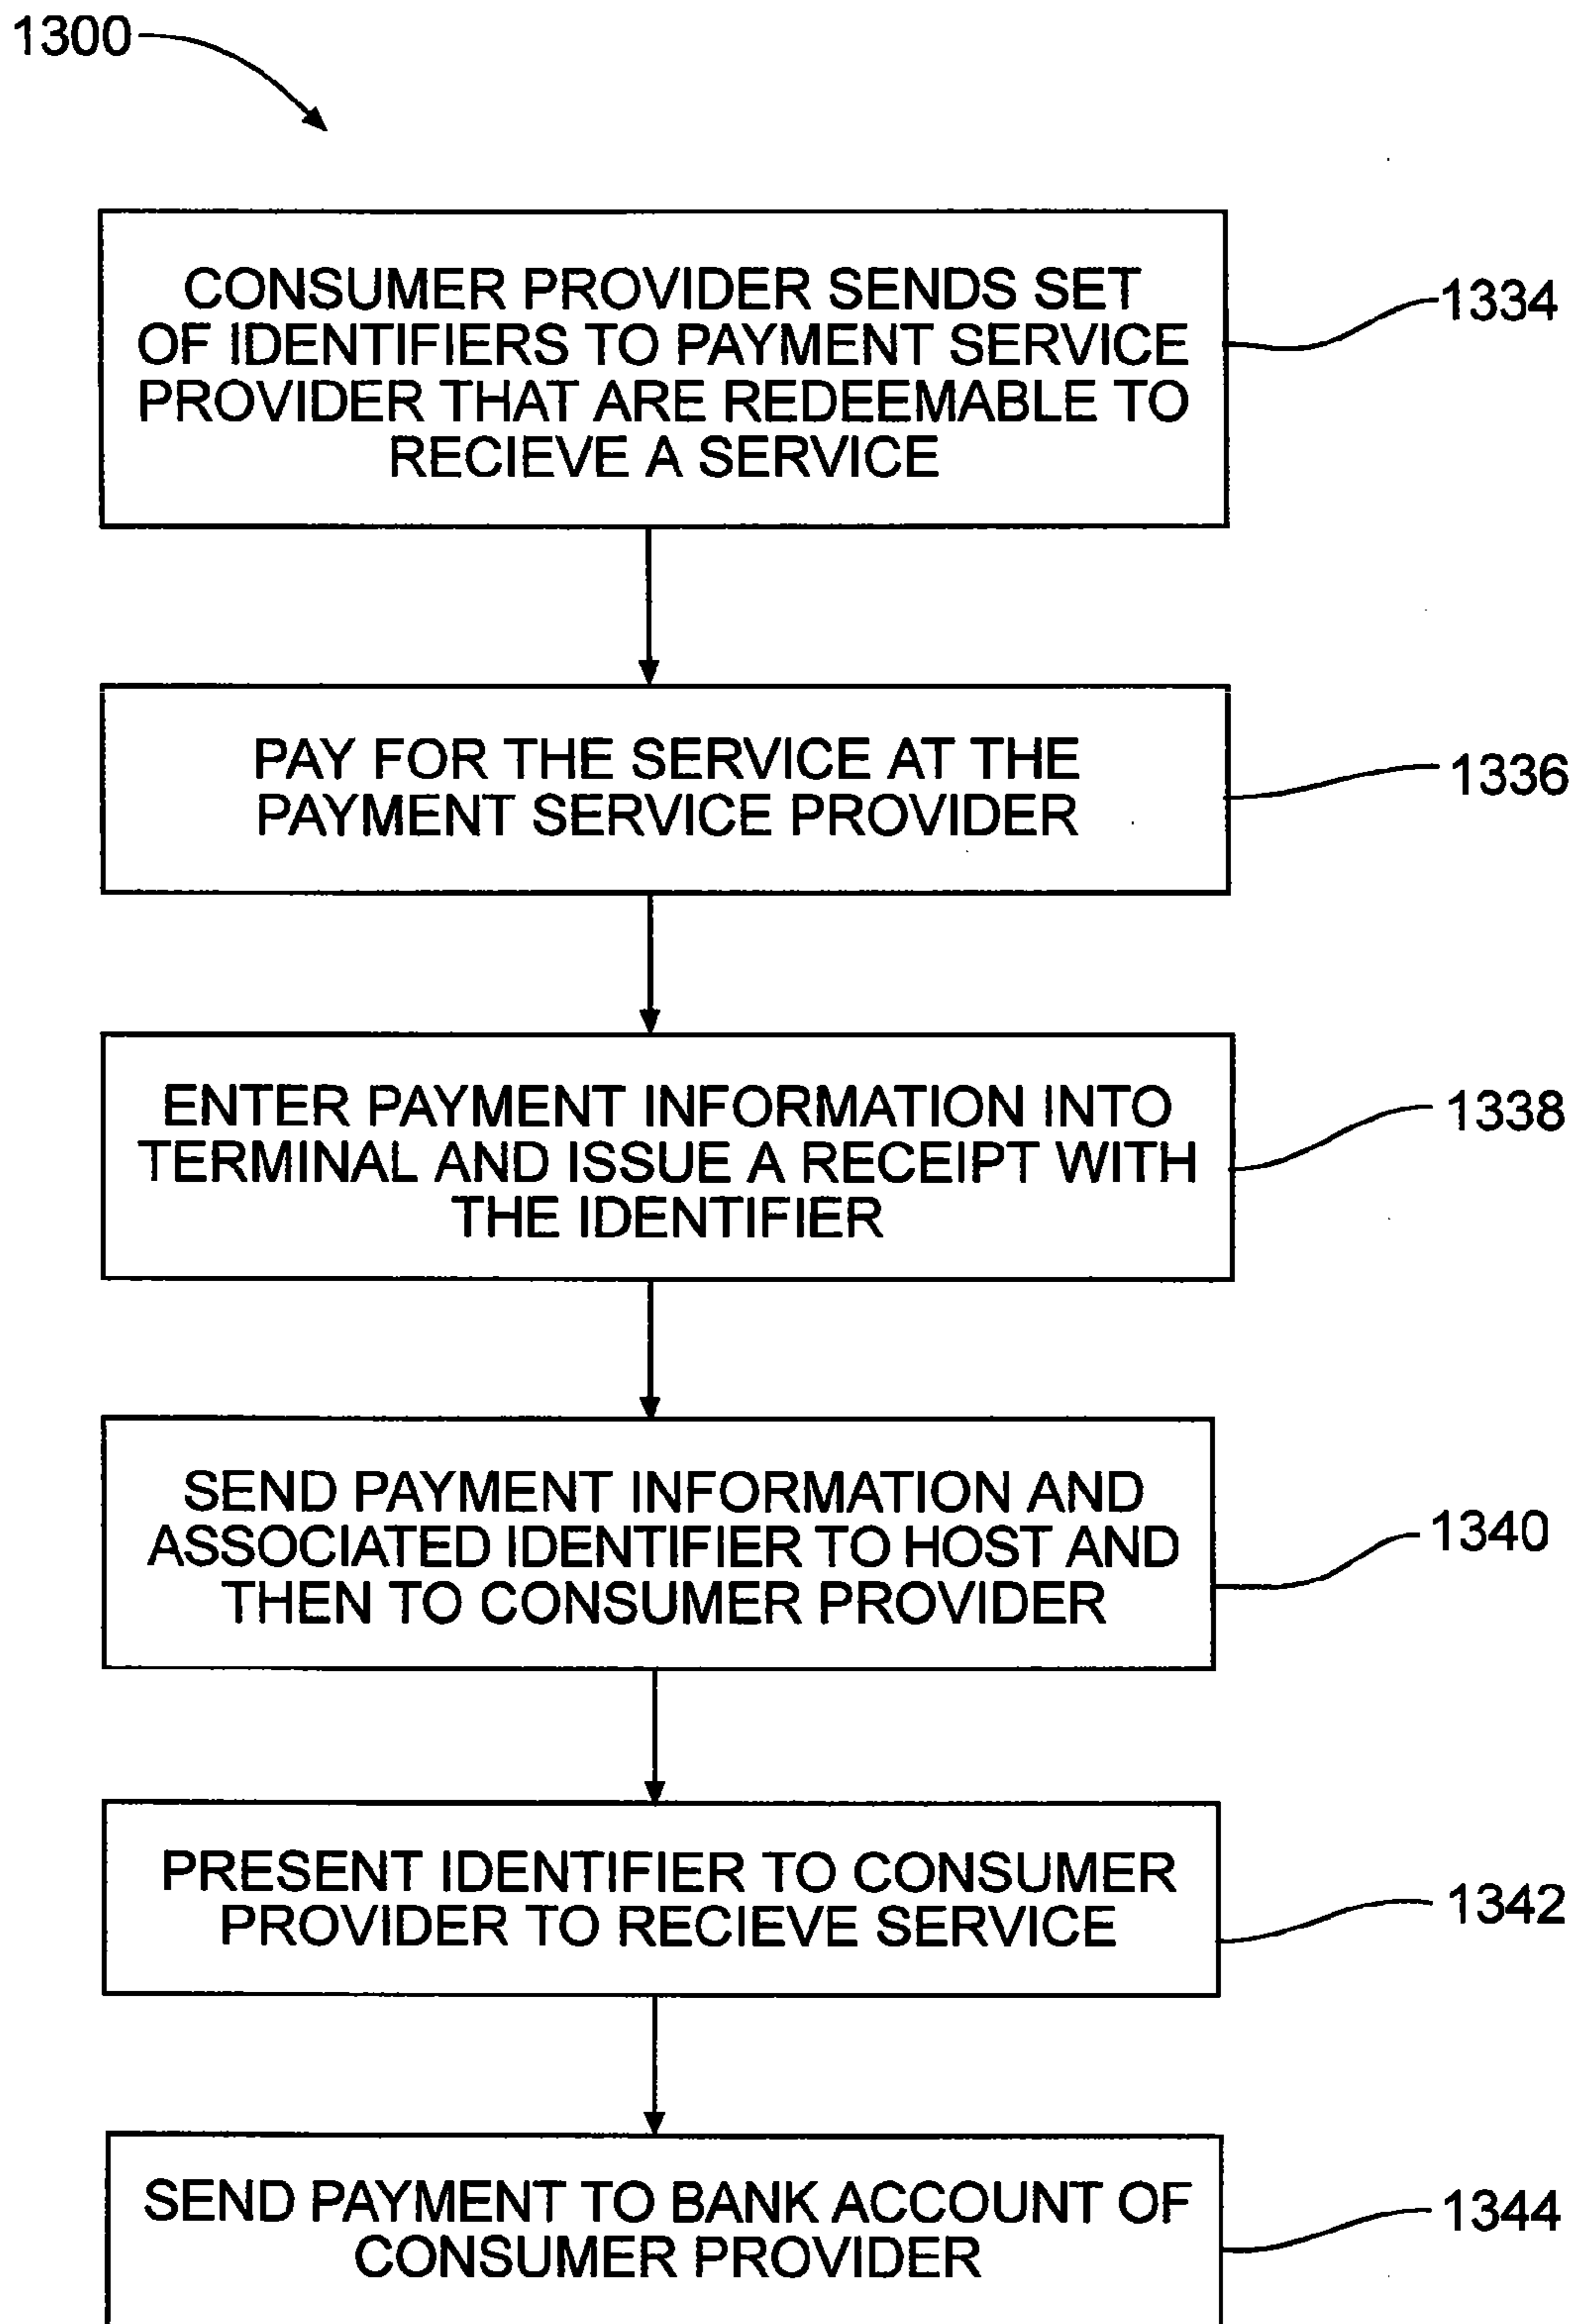 1300
CONSUMER PROVIDER SENDS SET
OF IDENTIFIERS TO PAYMENT SERVICE
PROVIDER THAT ARE REDEEMABLE TO
RECIEVE A SERVICE
1334
PAY FOR THE SERVICE AT THE
PAYMENT SERVICE PROVIDER
1336
ENTER PAYMENT INFORMATION INTO
TERMINAL AND ISSUE A RECEIPT WITH
THE IDENTIFIER
1338
SEND PAYMENT INFORMATION AND
ASSOCIATED IDENTIFIER TO HOST AND
THEN TO CONSUMER PROVIDER
1340
PRESENT IDENTIFIER TO CONSUMER
PROVIDER TO RECIEVE SERVICE
1342
SEND PAYMENT TO BANK ACCOUNT OF
CONSUMER PROVIDER
1344